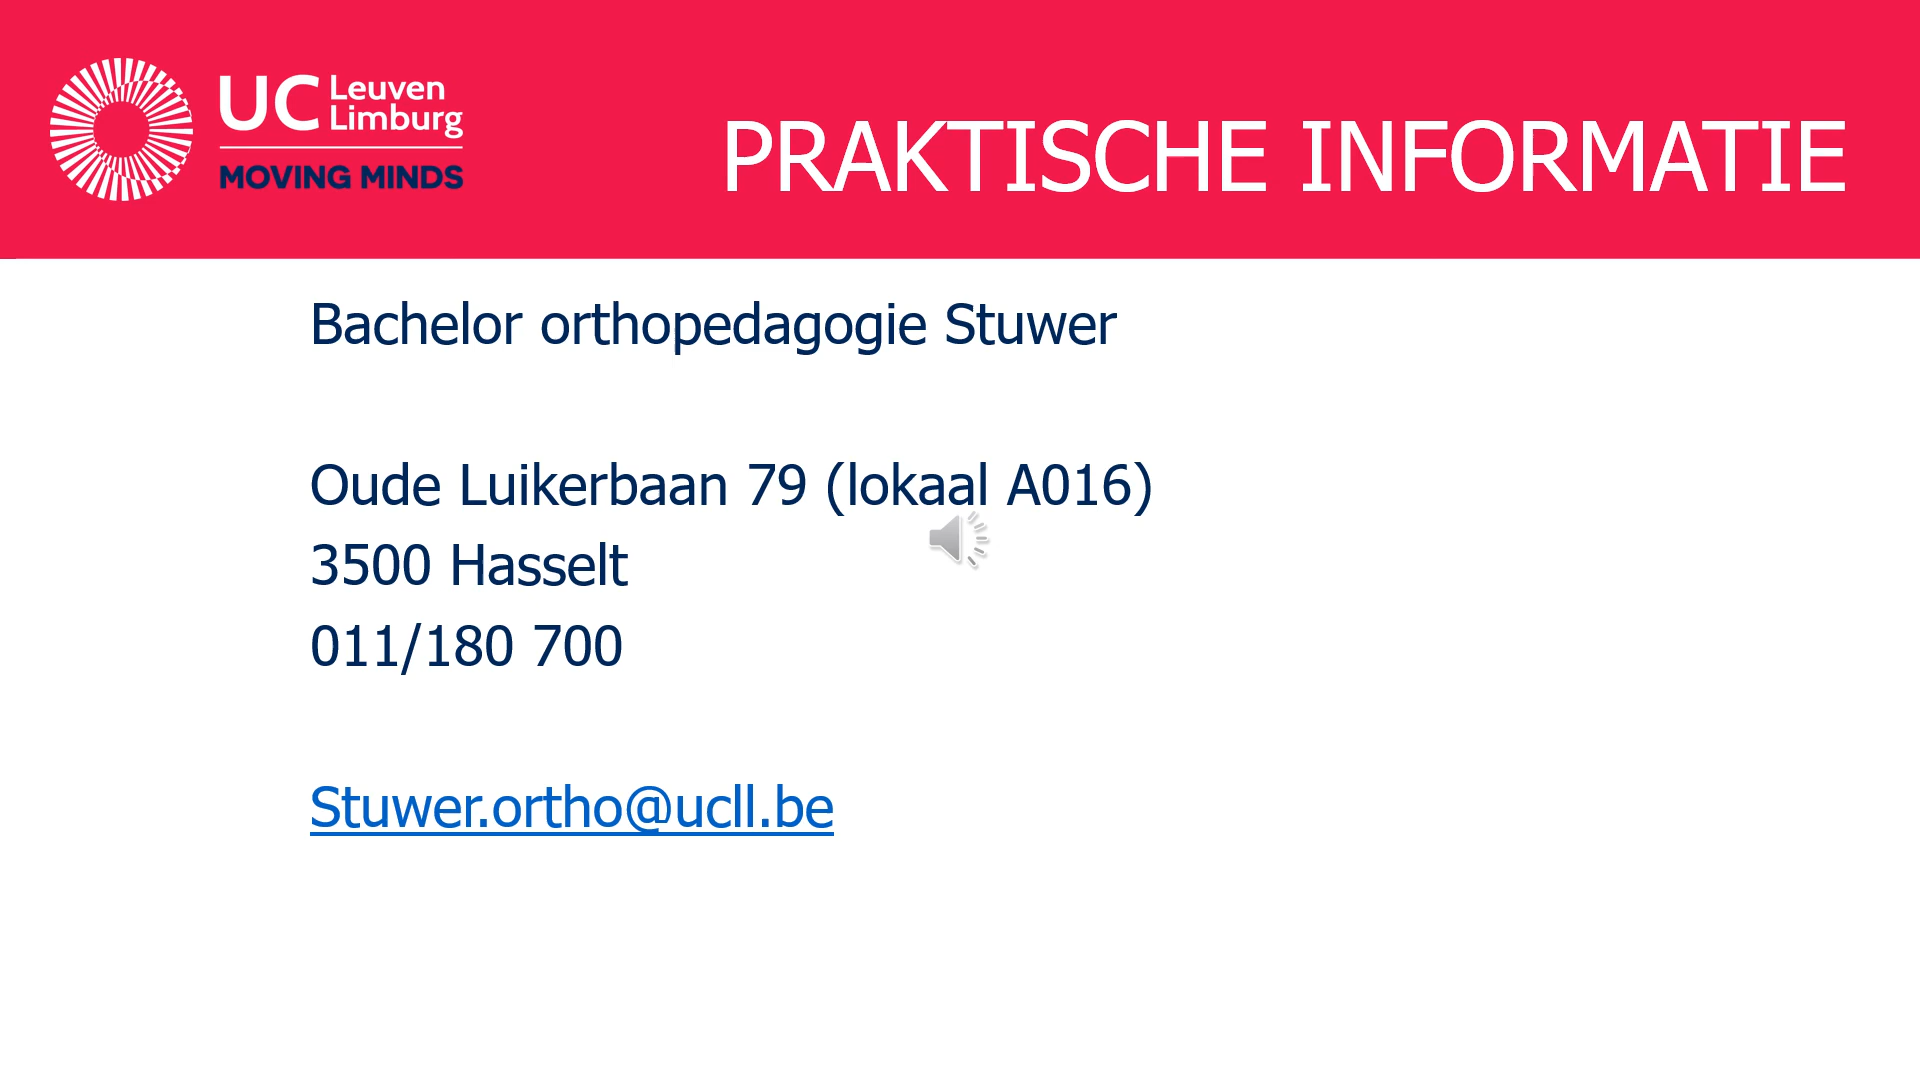 UC Leuven Limburg
MOVING MINDS
PRAKTISCHE INFORMATIE
Bachelor orthopedagogie Stuwer
Oude Luikerbaan 79 (lokaal A016)
3500 Hasselt
011/180 700
Stuwer.ortho@ucll.be